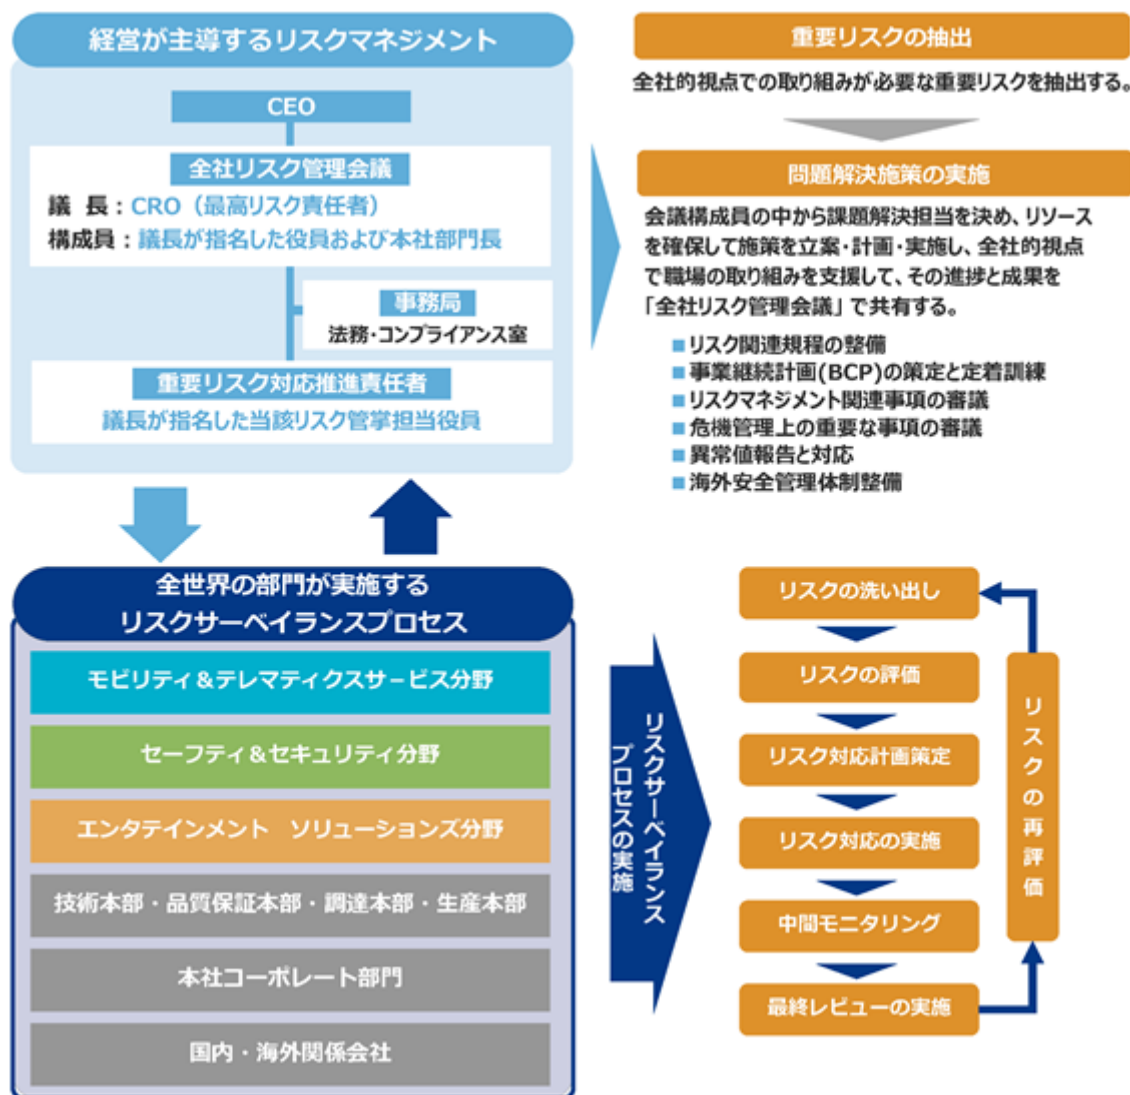 経営が主導するリスクマネジメント
CEO
全社リスク管理会議
議 長：CRO（最高リスク責任者）
構成員：議長が指名した役員および本社部門長
事務局
法務・コンプライアンス室
重要リスク対応推進責任者
議長が指名した当該リスク管掌担当役員
重要リスクの抽出
全社的視点での取り組みが必要な重要リスクを抽出する。
問題解決施策の実施
会議構成員の中から課題解決担当を決め、リソース
を確保して施策を立案・計画・実施し、全社的視点
で職場の取り組みを支援して、その進捗と成果を
「全社リスク管理会議」で共有する。
■リスク関連規程の整備
■事業継続計画(BCP)の策定と定着訓練
■リスクマネジメント関連事項の審議
■危機管理上の重要な事項の審議
■異常値報告と対応
■海外安全管理体制整備
全世界の部門が実施する
リスクサーベイランスプロセス
モビリティ＆テレマティクスサービス分野
セーフティ＆セキュリティ分野
エンタテインメント　ソリューションズ分野
技術本部・品質保証本部・調達本部・生産本部
本社コーポレート部門
国内・海外関係会社
リスクサーベイランス
プロセスの実施
リスクの洗い出し
リスクの評価
リスク対応計画策定
リスク対応の実施
中間モニタリング
最終レビューの実施
リスクの再評価